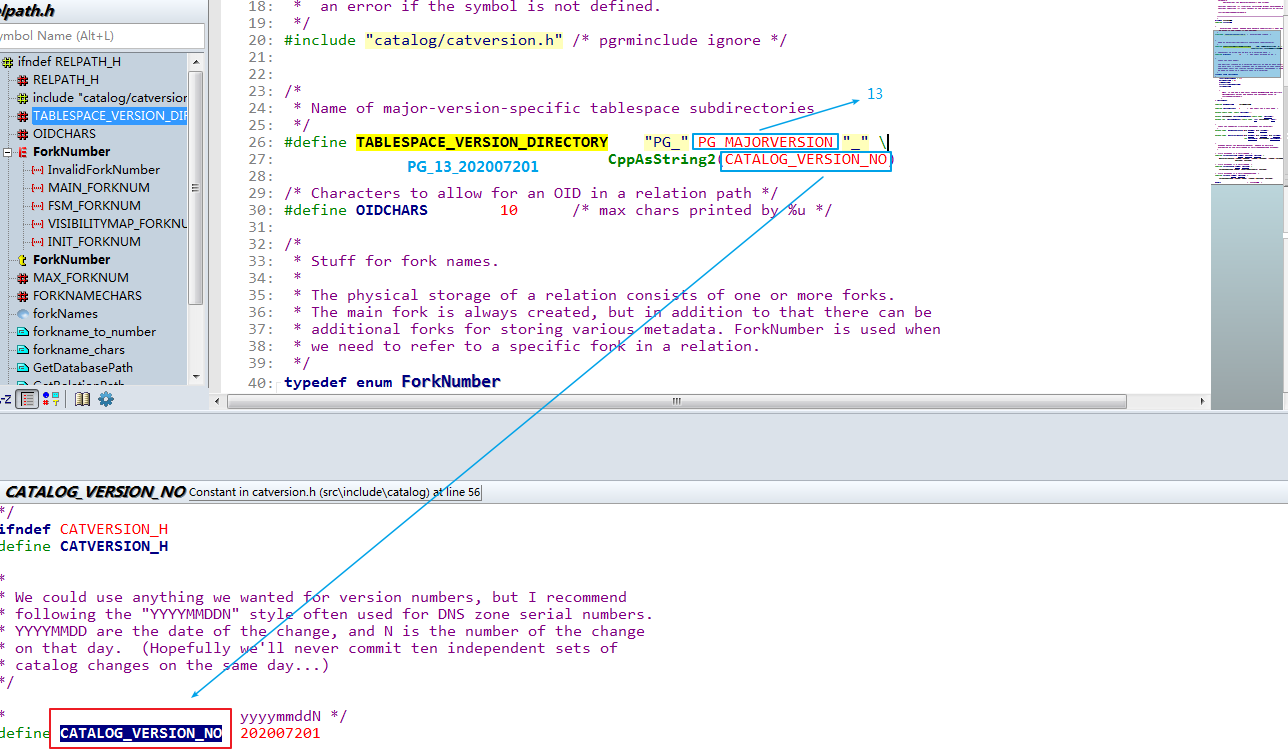 lpath.h
ymbol Name (Alt+L)
ifndef RELPATH_H
RELPATH_H
include "catalog/catversion
TABLESPACE_VERSION_DIF
OIDCHARS
ForkNumber
InvalidForkNumber
MAIN_FORKNUM
FSM_FORKNUM
VISIBILITYMAP_FORKNU
INIT_FORKNUM
ForkNumber
MAX_FORKNUM
FORKNAMECHARS
forkNames
forkname_to_number
forkname_chars
GetDatabasePath
GetRelationPath
-Z
18: * an error if the symbol is not defined.
19: */
20: #include "catalog/catversion.h" /* pgrminclude ignore */
21:
22:
23: /*
24: * Name of major-version-specific tablespace subdirectories
25: */
26: #define TABLESPACE_VERSION_DIRECTORY "PG_" PG_MAJORVERSION "_" \
27: CppAsString2(CATALOG_VERSION_NO)
28:
29: /* Characters to allow for an OID in a relation path */
30: #define OIDCHARS 10 /* max chars printed by %u */
31:
32: /*
33: * Stuff for fork names.
34: *
35: * The physical storage of a relation consists of one or more forks.
36: * The main fork is always created, but in addition to that there can be
37: * additional forks for storing various metadata. ForkNumber is used when
38: * we need to refer to a specific fork in a relation.
39: */
40: typedef enum ForkNumber
13
PG_13_202007201
CATALOG_VERSION_NO Constant in catversion.h (src\include\catalog) at line 56
*/
ifndef CATVERSION_H
define CATVERSION_H
*
* We could use anything we wanted for version numbers, but I recommend
* following the "YYYYMMDDN" style often used for DNS zone serial numbers.
* YYYYMMDD are the date of the change, and N is the number of the change
* on that day. (Hopefully we'll never commit ten independent sets of
* catalog changes on the same day...)
*/
* yyyymmddN */
define CATALOG_VERSION_NO 202007201